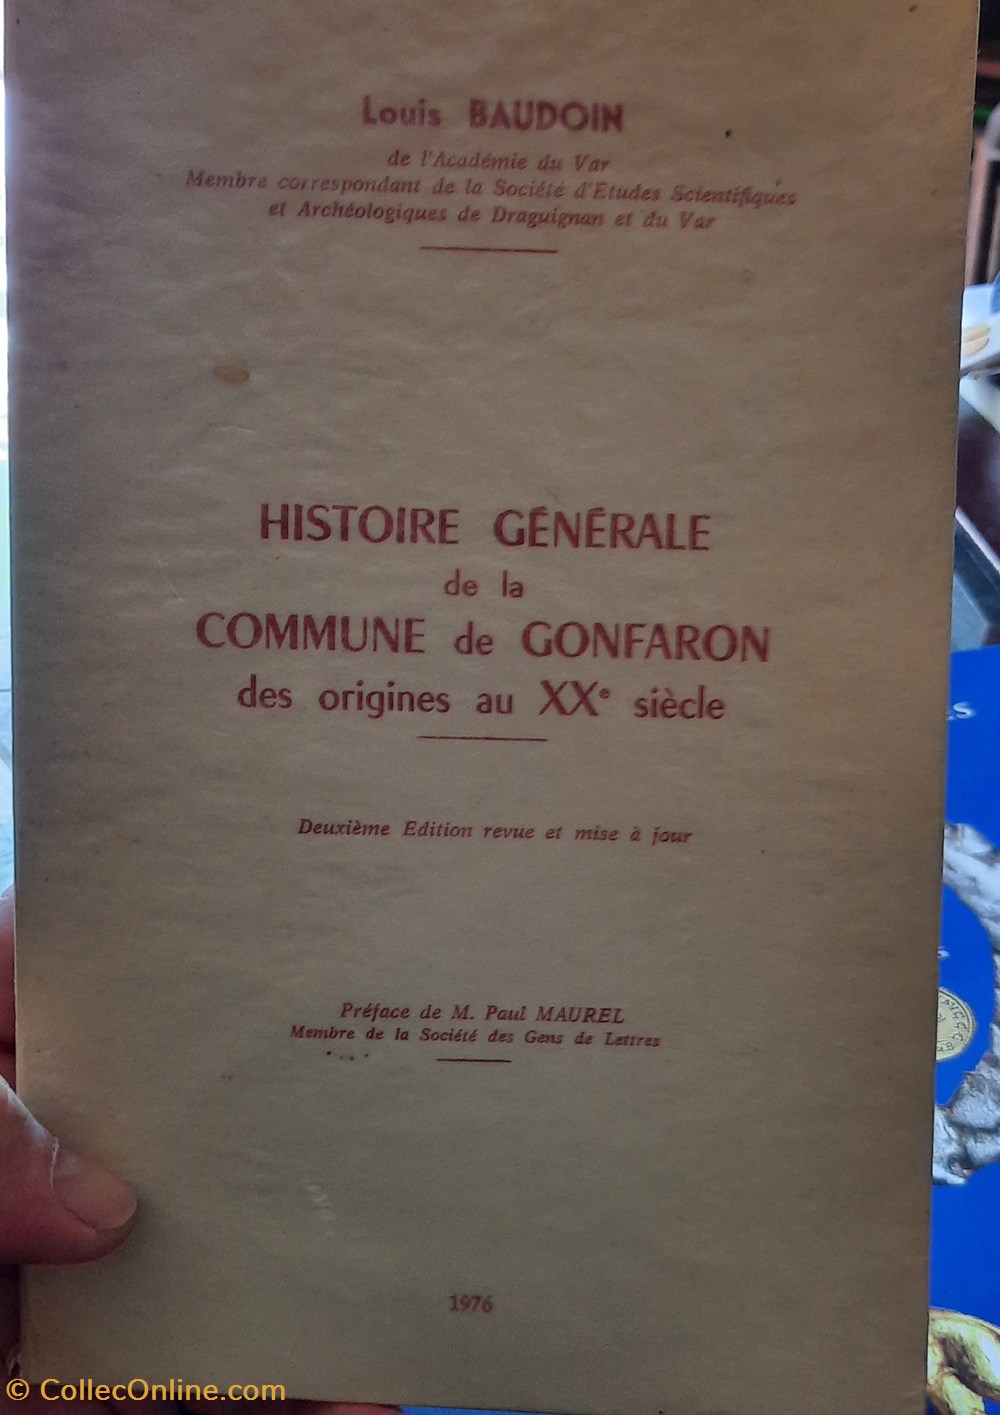 Louis BAUDOIN
de l'Académie du Var
Membre correspondant de la Société d'Etudes Scientifiques
et Archéologiques de Draguignan et du Var
HISTOIRE GÉNÉRALE
de la
COMMUNE de GONFARON
des origines au XXe siècle
Deuxième Edition revue et mise à jour
Préface de M. Paul MAUREL
Membre de la Société des Gens de Lettres
1976
© CollecOnline.com